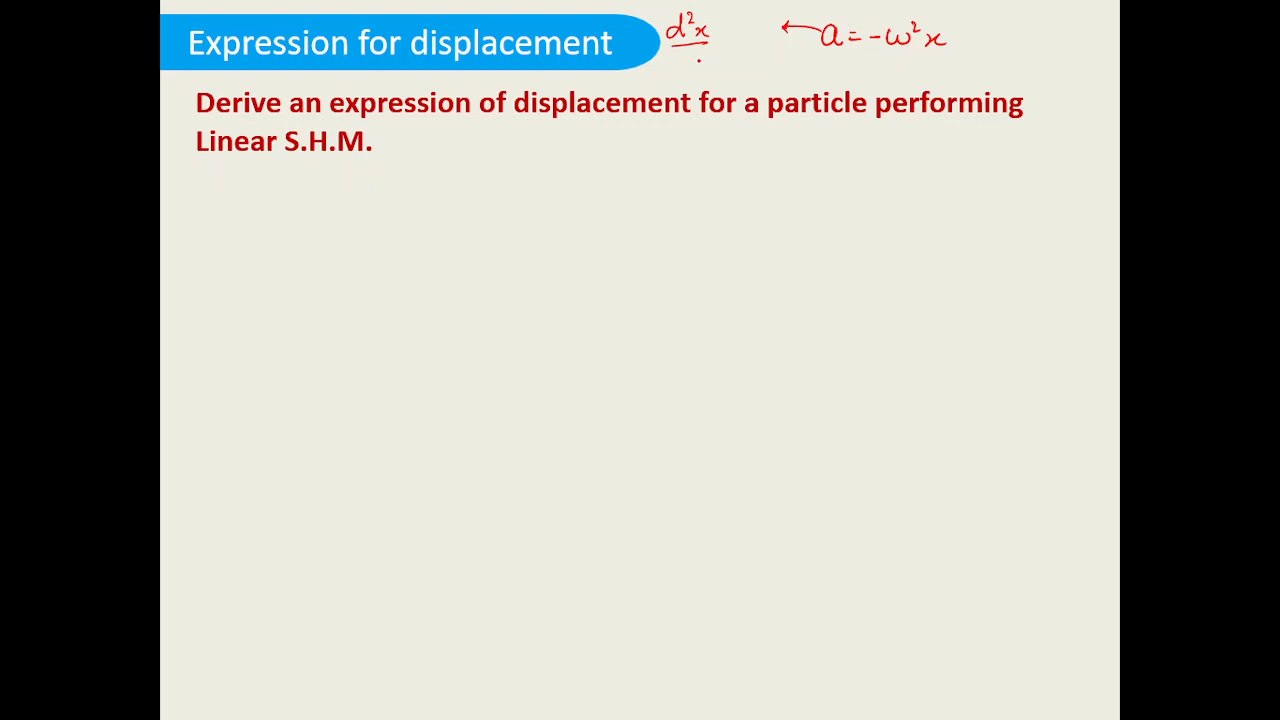 Expression for displacement
d²x
a = -ω²x
Derive an expression of displacement for a particle performing
Linear S.H.M.